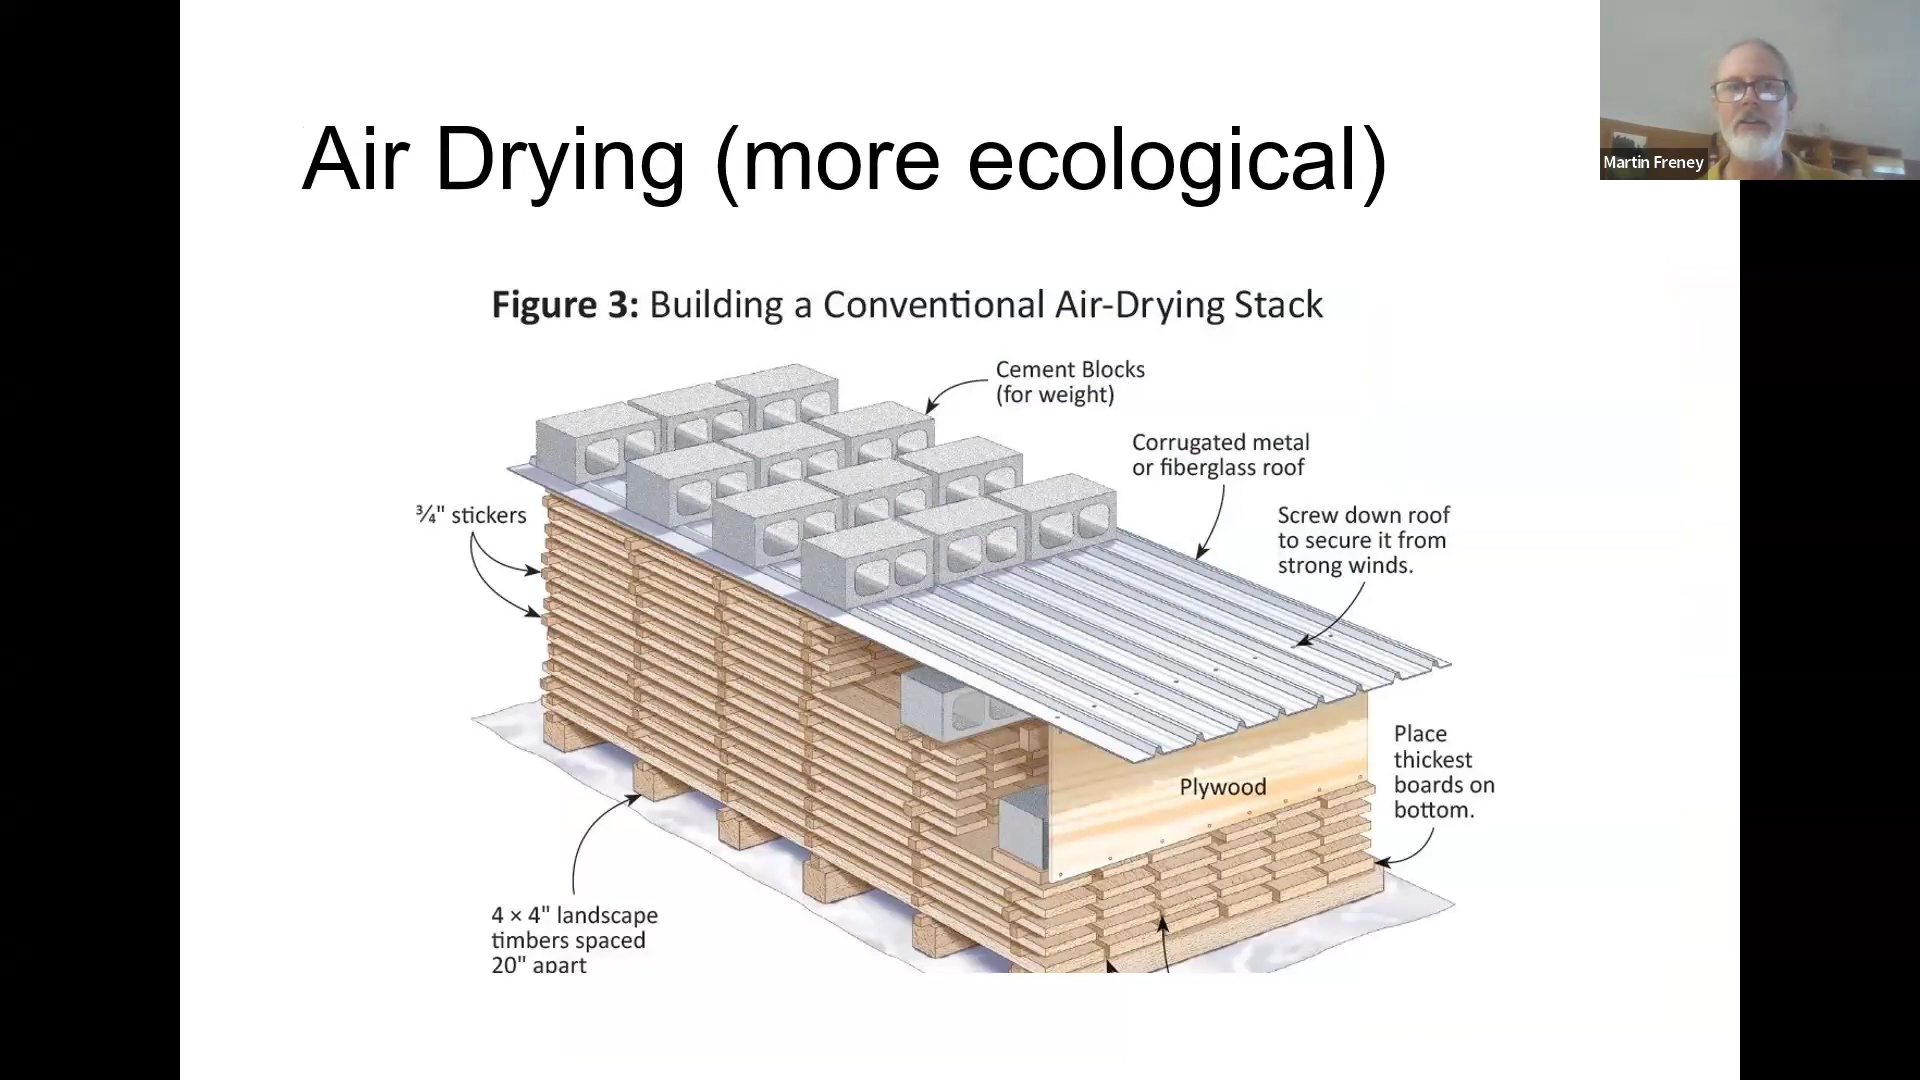 Air Drying (more ecological)
Martin Freney
Figure 3: Building a Conventional Air-Drying Stack
Cement Blocks
(for weight)
Corrugated metal
or fiberglass roof
¾" stickers
Screw down roof
to secure it from
strong winds.
Place
thickest
boards on
bottom.
Plywood
4 × 4" landscape
timbers spaced
20" apart